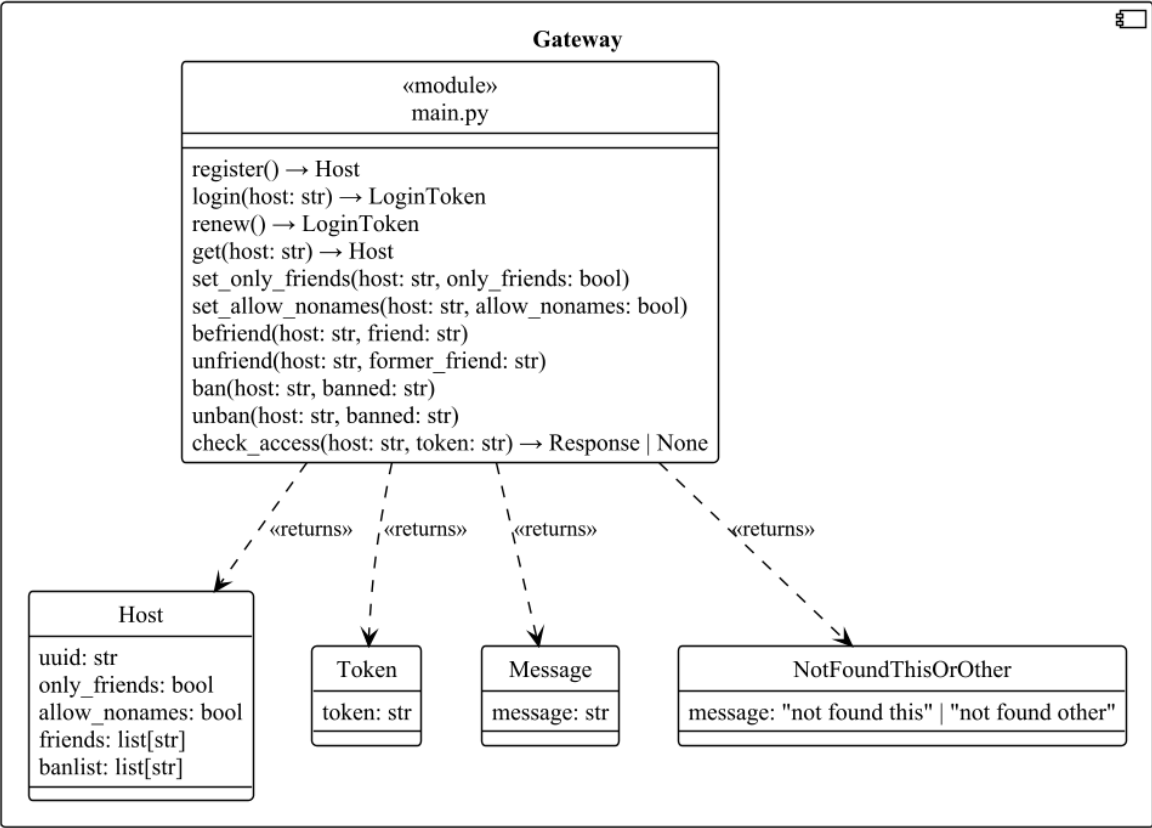 Gateway
«module»
main.py
register() → Host
login(host: str) → LoginToken
renew() → LoginToken
get(host: str) → Host
set_only_friends(host: str, only_friends: bool)
set_allow_nonames(host: str, allow_nonames: bool)
befriend(host: str, friend: str)
unfriend(host: str, former_friend: str)
ban(host: str, banned: str)
unban(host: str, banned: str)
check_access(host: str, token: str) → Response | None
«returns»
«returns»
«returns»
«returns»
Host
uuid: str
only_friends: bool
allow_nonames: bool
friends: list[str]
banlist: list[str]
Token
token: str
Message
message: str
NotFoundThisOrOther
message: "not found this" | "not found other"